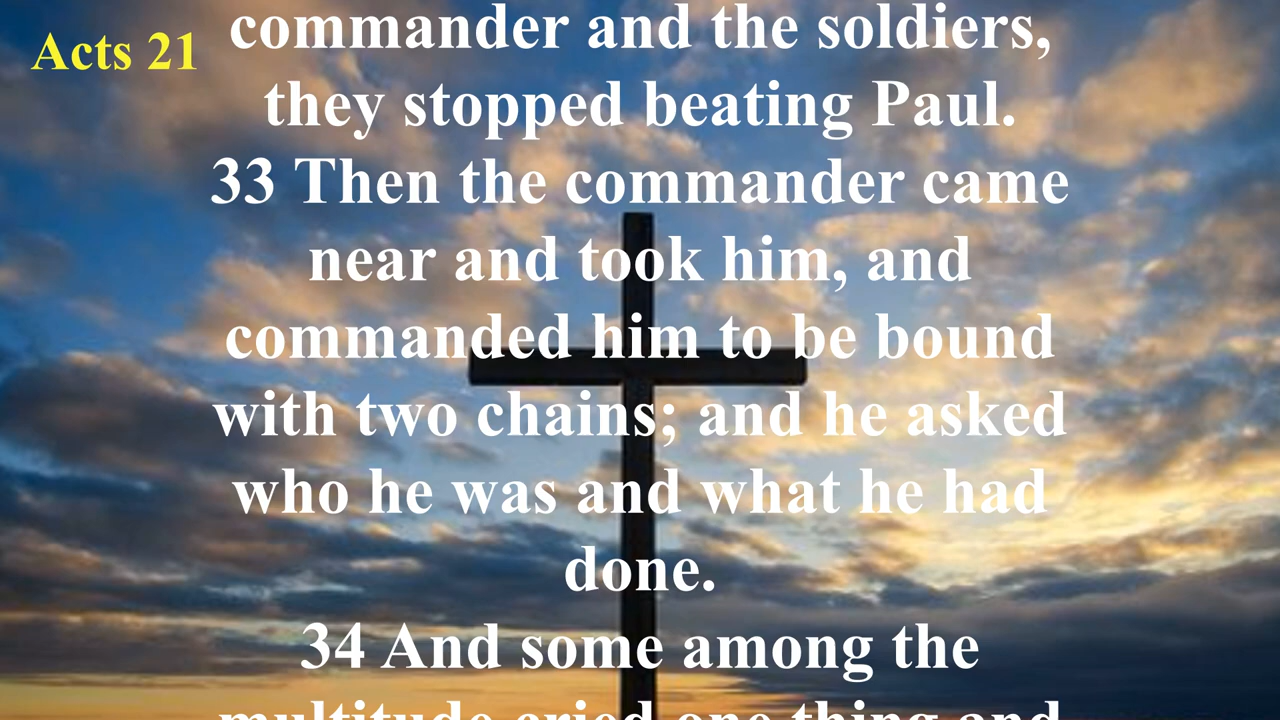 Acts 21
commander and the soldiers,
they stopped beating Paul.
33 Then the commander came
near and took him, and
commanded him to be bound
with two chains; and he asked
who he was and what he had
done.
34 And some among the
multitude cried one thing and